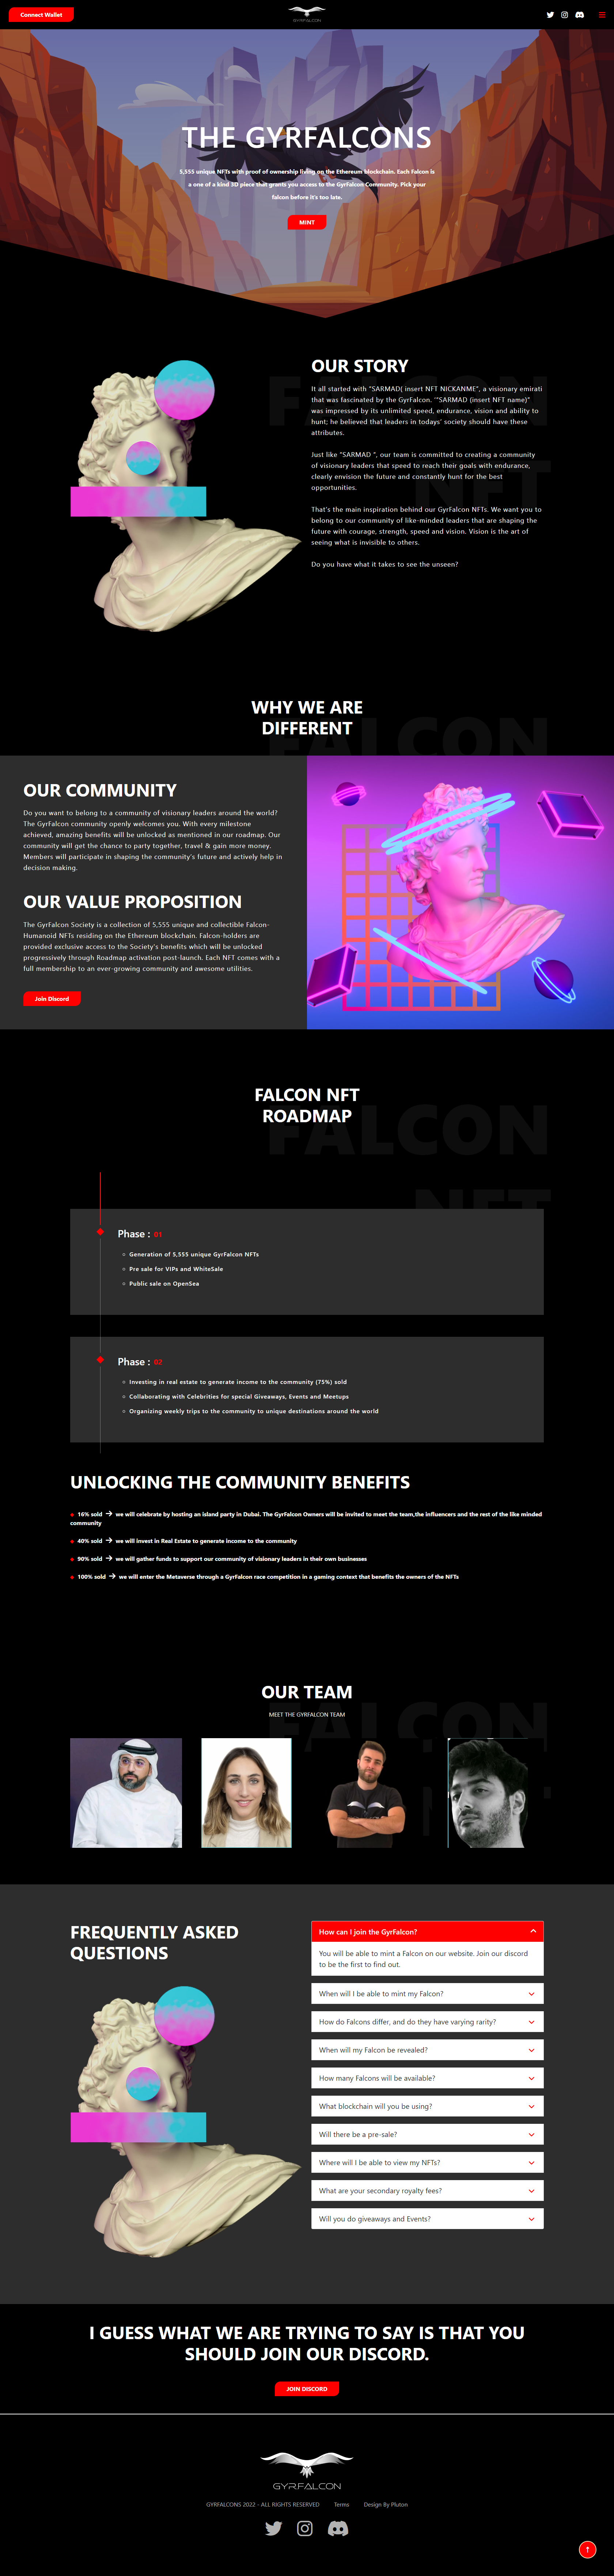 Connect Wallet
GYRFALCON
THE GYRFALCONS
5,555 unique NFTs with proof of ownership living on the Ethereum blockchain. Each Falcon is
a one of a kind 3D piece that grants you access to the GyrFalcon Community. Pick your
falcon before it's too late.
MINT
FALCON
NFT
OUR STORY
It all started with "SARMAD( insert NFT NICKANME", a visionary emirati
that was fascinated by the GyrFalcon. '"SARMAD (insert NFT name)"
was impressed by its unlimited speed, endurance, vision and ability to
hunt; he believed that leaders in todays' society should have these
attributes.
Just like "SARMAD ", our team is committed to creating a community
of visionary leaders that speed to reach their goals with endurance,
clearly envision the future and constantly hunt for the best
opportunities.
That's the main inspiration behind our GyrFalcon NFTs. We want you to
belong to our community of like-minded leaders that are shaping the
future with courage, strength, speed and vision. Vision is the art of
seeing what is invisible to others.
Do you have what it takes to see the unseen?
WHY WE ARE
DIFFERENT
FALCON
OUR COMMUNITY
Do you want to belong to a community of visionary leaders around the world?
The GyrFalcon community openly welcomes you. With every milestone
achieved, amazing benefits will be unlocked as mentioned in our roadmap. Our
community will get the chance to party together, travel & gain more money.
Members will participate in shaping the community's future and actively help in
decision making.
OUR VALUE PROPOSITION
The GyrFalcon Society is a collection of 5,555 unique and collectible Falcon-
Humanoid NFTs residing on the Ethereum blockchain. Falcon-holders are
provided exclusive access to the Society's benefits which will be unlocked
progressively through Roadmap activation post-launch. Each NFT comes with a
full membership to an ever-growing community and awesome utilities.
Join Discord
FALCON NFT
ROADMAP
FALCON
NFT
Phase : 01
Generation of 5,555 unique GyrFalcon NFTs
Pre sale for VIPs and WhiteSale
Public sale on OpenSea
Phase : 02
Investing in real estate to generate income to the community (75%) sold
Collaborating with Celebrities for special Giveaways, Events and Meetups
Organizing weekly trips to the community to unique destinations around the world
UNLOCKING THE COMMUNITY BENEFITS
16% sold → we will celebrate by hosting an island party in Dubai. The GyrFalcon Owners will be invited to meet the team,the influencers and the rest of the like minded
community
40% sold → we will invest in Real Estate to generate income to the community
90% sold → we will gather funds to support our community of visionary leaders in their own businesses
100% sold → we will enter the Metaverse through a GyrFalcon race competition in a gaming context that benefits the owners of the NFTs
OUR TEAM
MEET THE GYRFALCON TEAM
FALCON
FREQUENTLY ASKED
QUESTIONS
How can I join the GyrFalcon?
You will be able to mint a Falcon on our website. Join our discord
to be the first to find out.
When will I be able to mint my Falcon?
How do Falcons differ, and do they have varying rarity?
When will my Falcon be revealed?
How many Falcons will be available?
What blockchain will you be using?
Will there be a pre-sale?
Where will I be able to view my NFTs?
What are your secondary royalty fees?
Will you do giveaways and Events?
I GUESS WHAT WE ARE TRYING TO SAY IS THAT YOU
SHOULD JOIN OUR DISCORD.
JOIN DISCORD
GYRFALCON
GYRFALCONS 2022 - ALL RIGHTS RESERVED Terms Design By Pluton